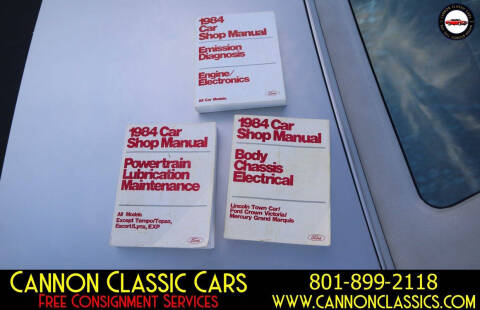 1984
Car
Shop Manual
Emission
Diagnosis
Engine/
Electronics
All Car Models
Ford
1984 Car
Shop Manual
Powertrain
Lubrication
Maintenance
All Models
Except Tempo/Topaz,
Escort/Lynx, EXP
Ford
1984 Car
Shop Manual
Body
Chassis
Electrical
Lincoln Town Car/
Ford Crown Victoria/
Mercury Grand Marquis
Ford
CANNON CLASSIC CARS
FREE CONSIGNMENT SERVICES
801-899-2118
WWW.CANNONCLASSICS.COM